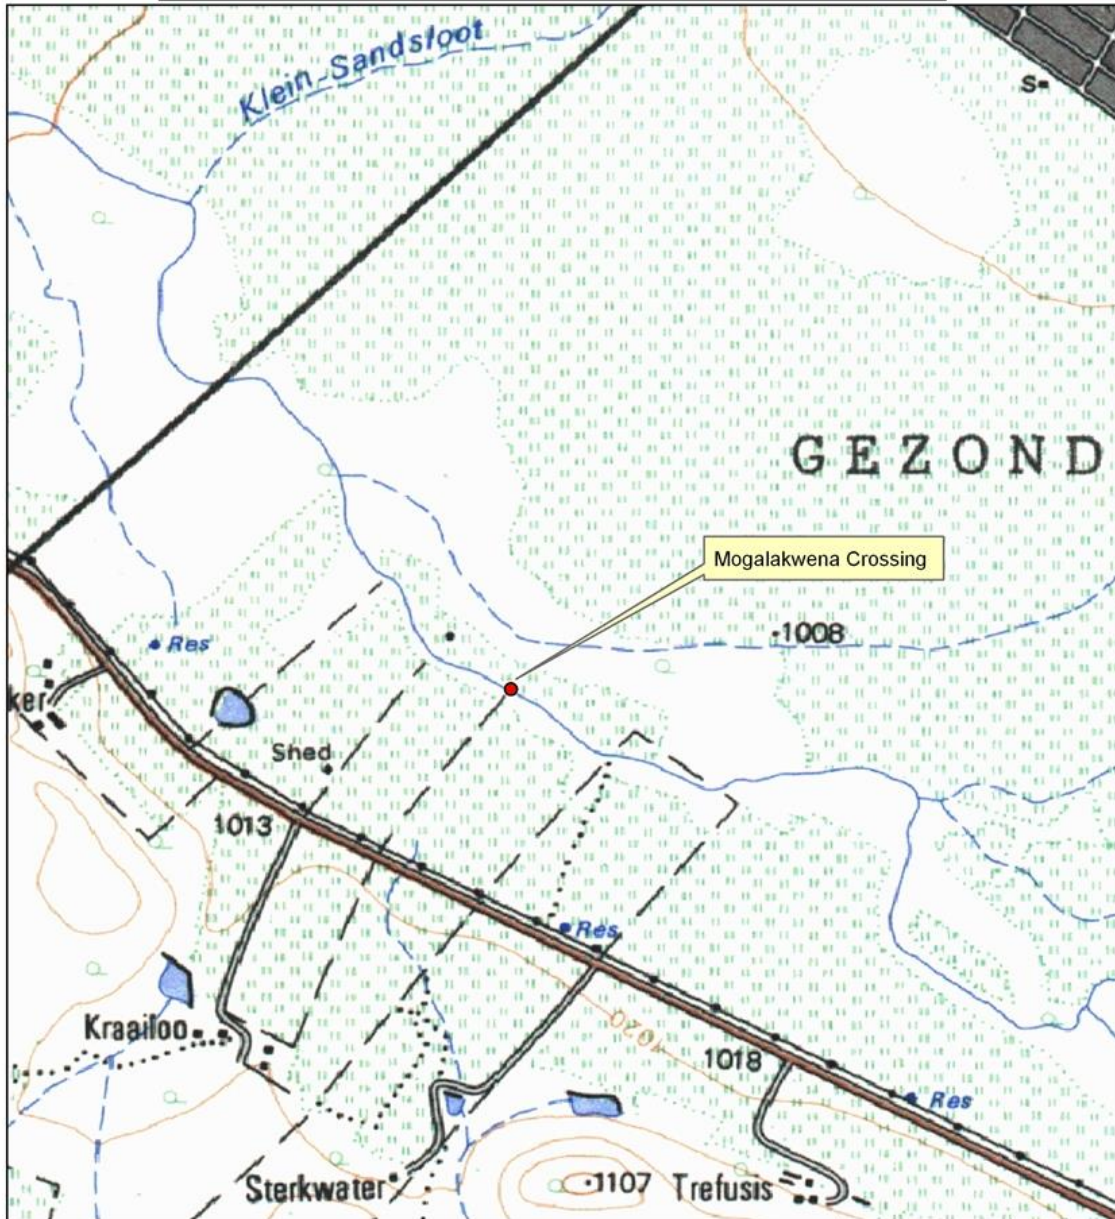 Klein-Sandsloot
S
GEZOND
Mogalakwena Crossing
1008
Res
ker
Shed
1013
Res
Kraailoo
1020
1018
Res
Sterkwater
1107
Trefusis